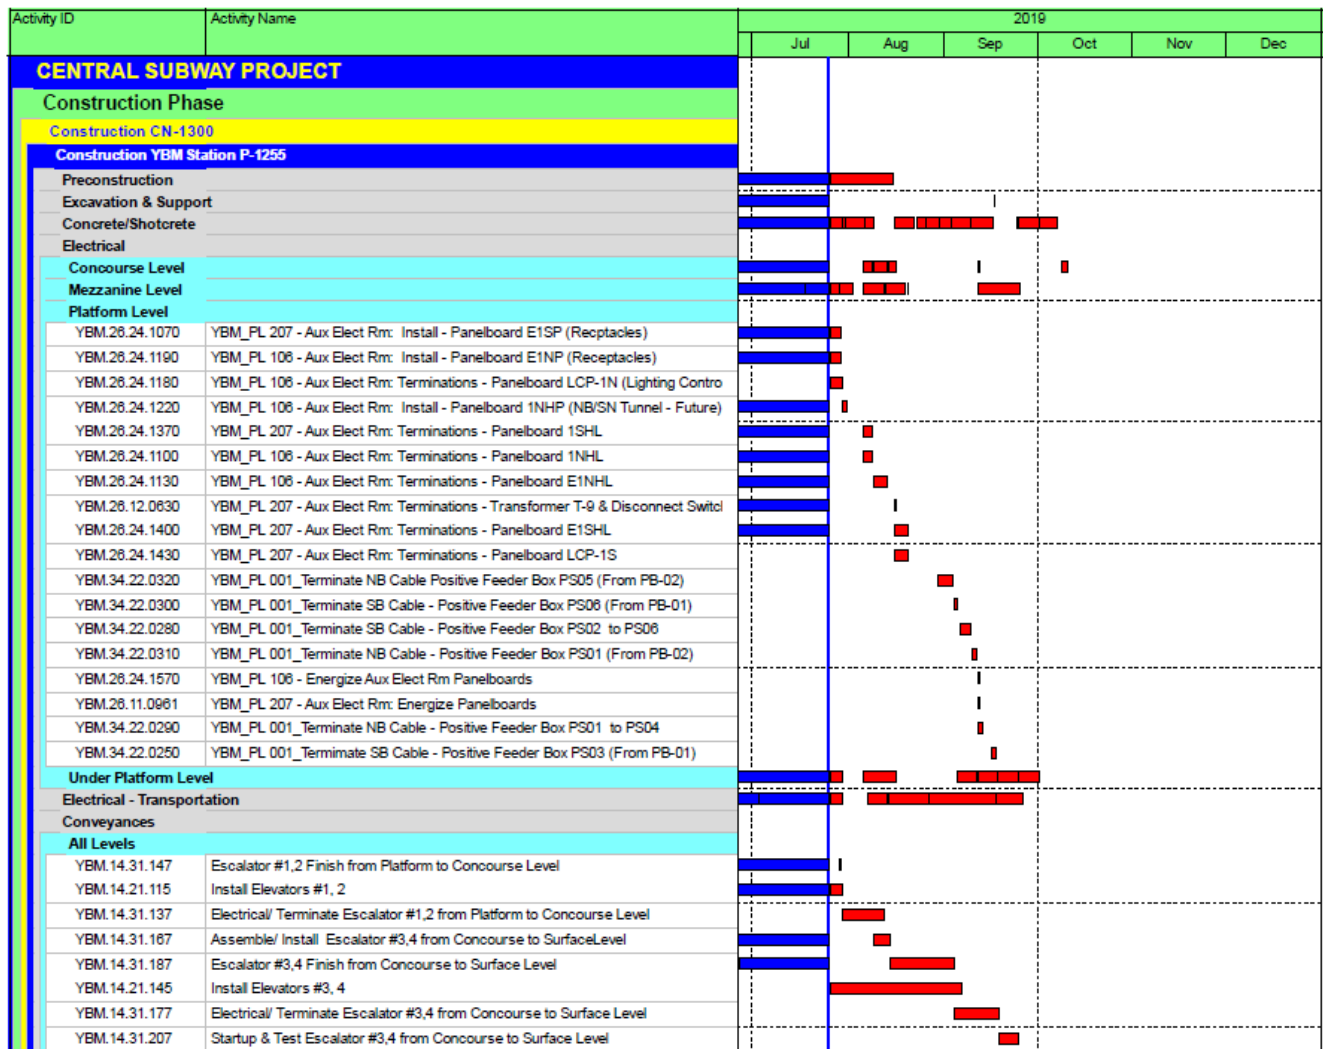 Activity ID Activity Name 2019
Jul Aug Sep Oct Nov Dec
CENTRAL SUBWAY PROJECT
Construction Phase
Construction CN-1300
Construction YBM Station P-1255
Preconstruction
Excavation & Support
Concrete/Shotcrete
Electrical
Concourse Level
Mezzanine Level
Platform Level
YBM.26.24.1070 YBM_PL 207 - Aux Elect Rm: Install - Panelboard E1SP (Recptacles)
YBM.26.24.1190 YBM_PL 106 - Aux Elect Rm: Install - Panelboard E1NP (Receptacles)
YBM.26.24.1180 YBM_PL 106 - Aux Elect Rm: Terminations - Panelboard LCP-1N (Lighting Contro
YBM.26.24.1220 YBM_PL 106 - Aux Elect Rm: Install - Panelboard 1NHP (NB/SN Tunnel - Future)
YBM.26.24.1370 YBM_PL 207 - Aux Elect Rm: Terminations - Panelboard 1SHL
YBM.26.24.1100 YBM_PL 106 - Aux Elect Rm: Terminations - Panelboard 1NHL
YBM.26.24.1130 YBM_PL 106 - Aux Elect Rm: Terminations - Panelboard E1NHL
YBM.26.12.0630 YBM_PL 207 - Aux Elect Rm: Terminations - Transformer T-9 & Disconnect Switcl
YBM.26.24.1400 YBM_PL 207 - Aux Elect Rm: Terminations - Panelboard E1SHL
YBM.26.24.1430 YBM_PL 207 - Aux Elect Rm: Terminations - Panelboard LCP-1S
YBM.34.22.0320 YBM_PL 001_Terminate NB Cable Positive Feeder Box PS05 (From PB-02)
YBM.34.22.0300 YBM_PL 001_Terminate SB Cable - Positive Feeder Box PS06 (From PB-01)
YBM.34.22.0280 YBM_PL 001_Terminate SB Cable - Positive Feeder Box PS02 to PS06
YBM.34.22.0310 YBM_PL 001_Terminate NB Cable - Positive Feeder Box PS01 (From PB-02)
YBM.26.24.1570 YBM_PL 106 - Energize Aux Elect Rm Panelboards
YBM.26.11.0961 YBM_PL 207 - Aux Elect Rm: Energize Panelboards
YBM.34.22.0290 YBM_PL 001_Terminate NB Cable - Positive Feeder Box PS01 to PS04
YBM.34.22.0250 YBM_PL 001_Termimate SB Cable - Positive Feeder Box PS03 (From PB-01)
Under Platform Level
Electrical - Transportation
Conveyances
All Levels
YBM.14.31.147 Escalator #1,2 Finish from Platform to Concourse Level
YBM.14.21.115 Install Elevators #1, 2
YBM.14.31.137 Electrical/ Terminate Escalator #1,2 from Platform to Concourse Level
YBM.14.31.167 Assemble/ Install Escalator #3,4 from Concourse to SurfaceLevel
YBM.14.31.187 Escalator #3,4 Finish from Concourse to Surface Level
YBM.14.21.145 Install Elevators #3, 4
YBM.14.31.177 Electrical/ Terminate Escalator #3,4 from Concourse to Surface Level
YBM.14.31.207 Startup & Test Escalator #3,4 from Concourse to Surface Level